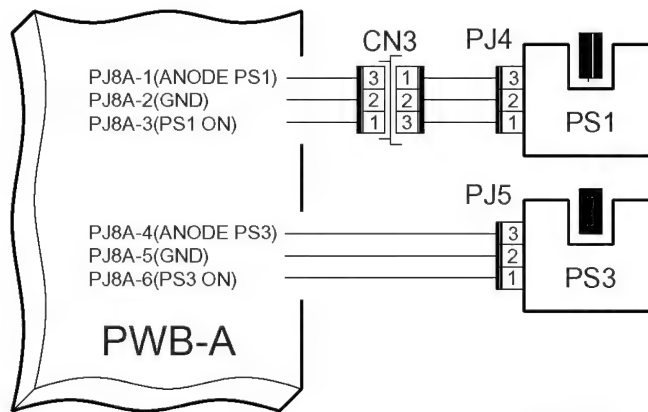 CN3 PJ4
PJ8A-1(ANODE PS1) 3 1 3
PJ8A-2(GND) 2 2 2
PJ8A-3(PS1 ON) 1 3 1
PS1
PJ5
PJ8A-4(ANODE PS3) 3
PJ8A-5(GND) 2
PJ8A-6(PS3 ON) 1
PS3
PWB-A